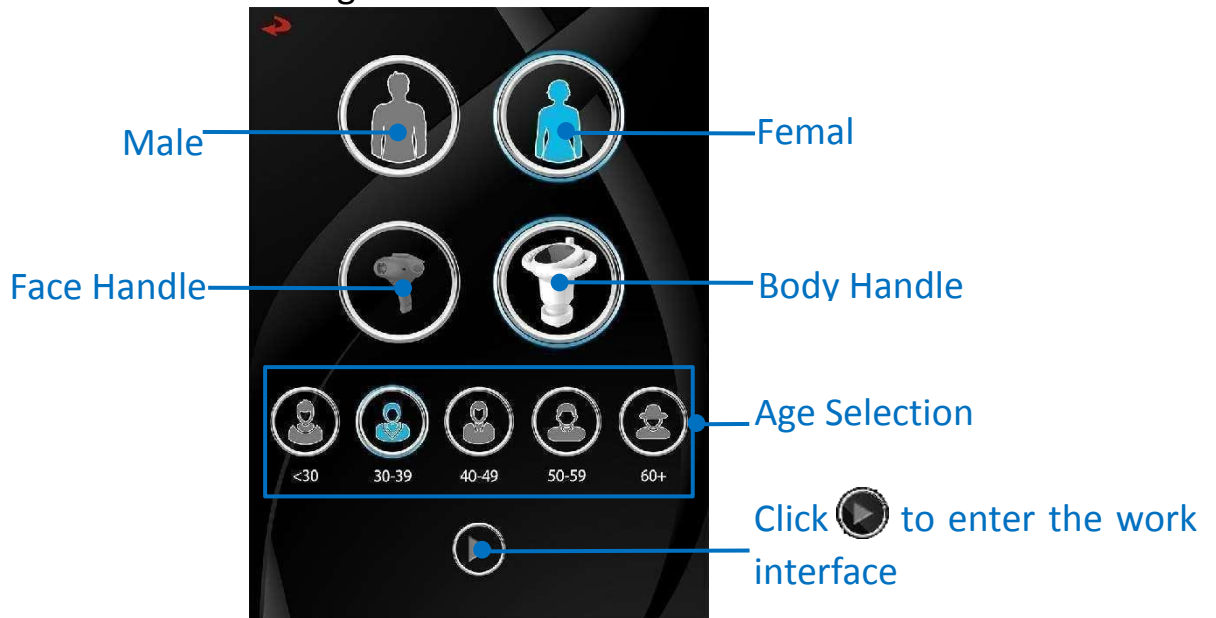 Male
Femal
Face Handle
Body Handle
Age Selection
<30 30-39 40-49 50-59 60+
Click to enter the work
interface